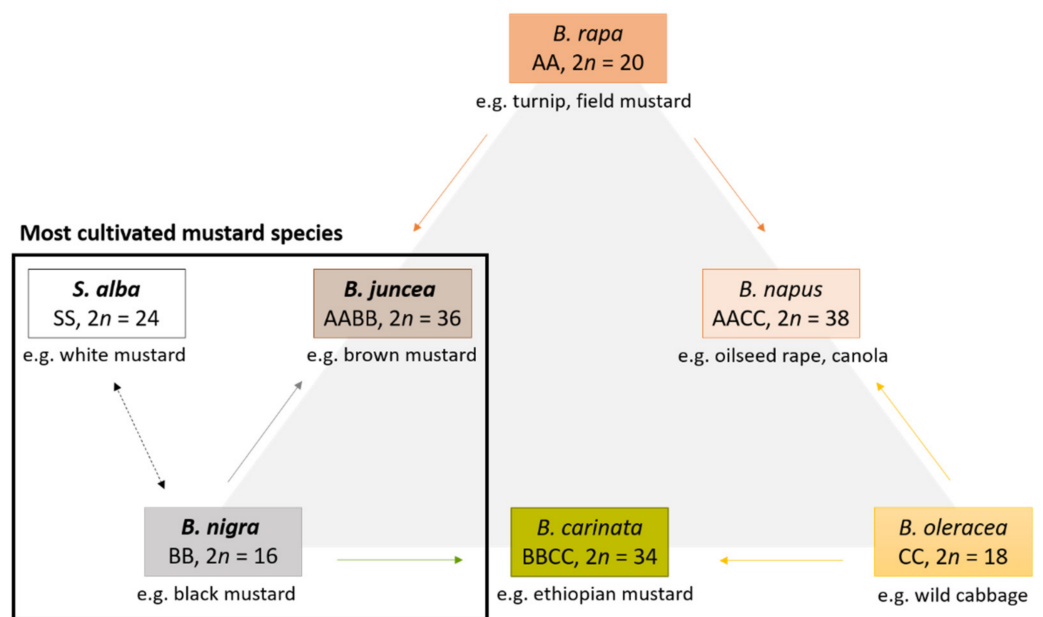 B. rapa
AA, 2n = 20
e.g. turnip, field mustard
Most cultivated mustard species
S. alba
SS, 2n = 24
e.g. white mustard
B. juncea
AABB, 2n = 36
e.g. brown mustard
B. napus
AACC, 2n = 38
e.g. oilseed rape, canola
B. nigra
BB, 2n = 16
e.g. black mustard
B. carinata
BBCC, 2n = 34
e.g. ethiopian mustard
B. oleracea
CC, 2n = 18
e.g. wild cabbage